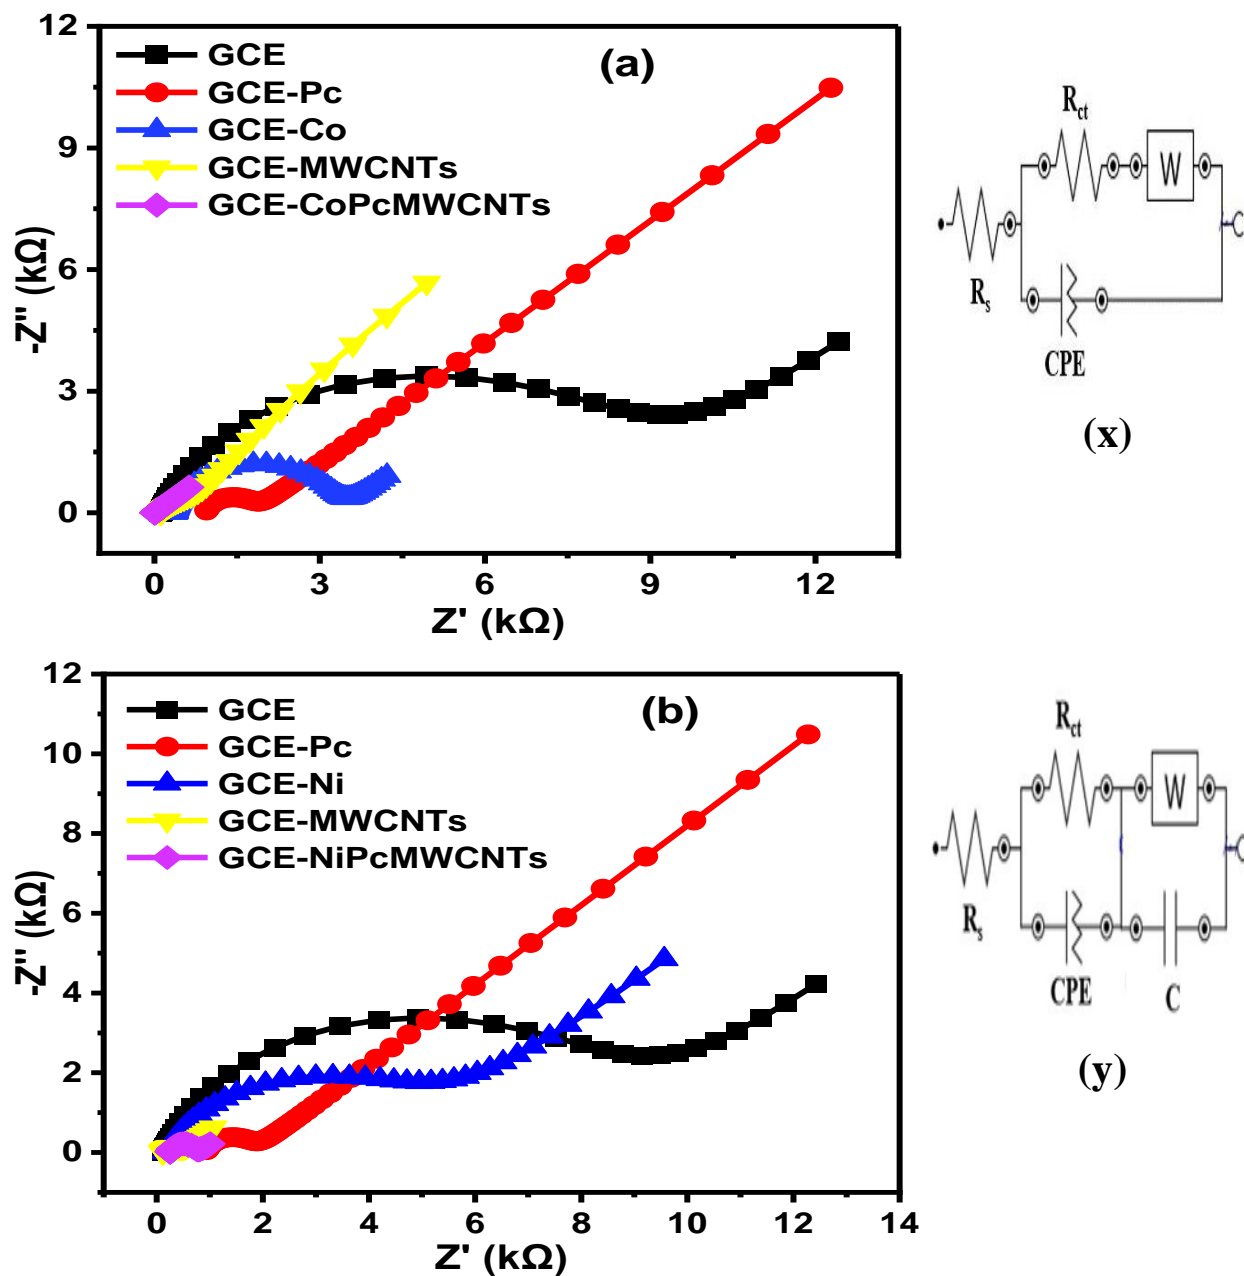 12
9
6
3
0
-Z'' (kΩ)
GCE
GCE-Pc
GCE-Co
GCE-MWCNTs
GCE-CoPcMWCNTs
(a)
0 3 6 9 12
Z' (kΩ)
Rct
W
Rs
CPE
(x)
12
10
8
6
4
2
0
-Z'' (kΩ)
GCE
GCE-Pc
GCE-Ni
GCE-MWCNTs
GCE-NiPcMWCNTs
(b)
0 2 4 6 8 10 12 14
Z' (kΩ)
Rct
W
Rs
CPE
C
(y)